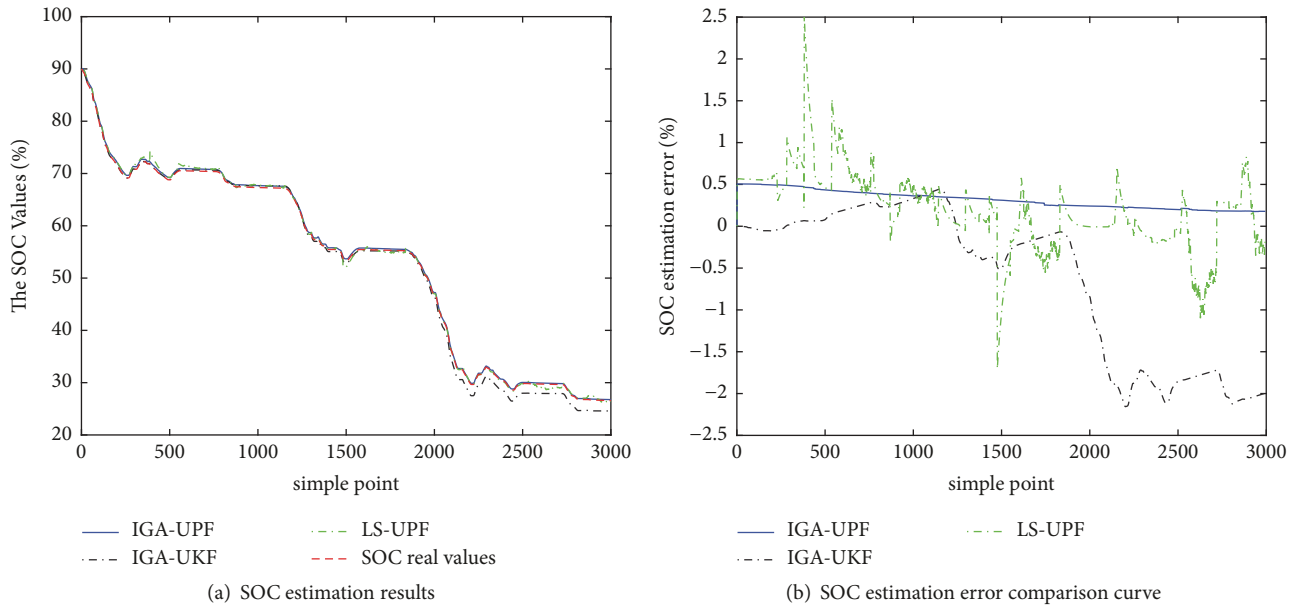 100
90
80
70
60
50
40
30
20
The SOC Values (%)
0
500
1000
1500
2000
2500
3000
simple point
IGA-UPF
LS-UPF
IGA-UKF
SOC real values
(a) SOC estimation results
2.5
2
1.5
1
0.5
0
−0.5
−1
−1.5
−2
−2.5
SOC estimation error (%)
0
500
1000
1500
2000
2500
3000
simple point
IGA-UPF
LS-UPF
IGA-UKF
(b) SOC estimation error comparison curve